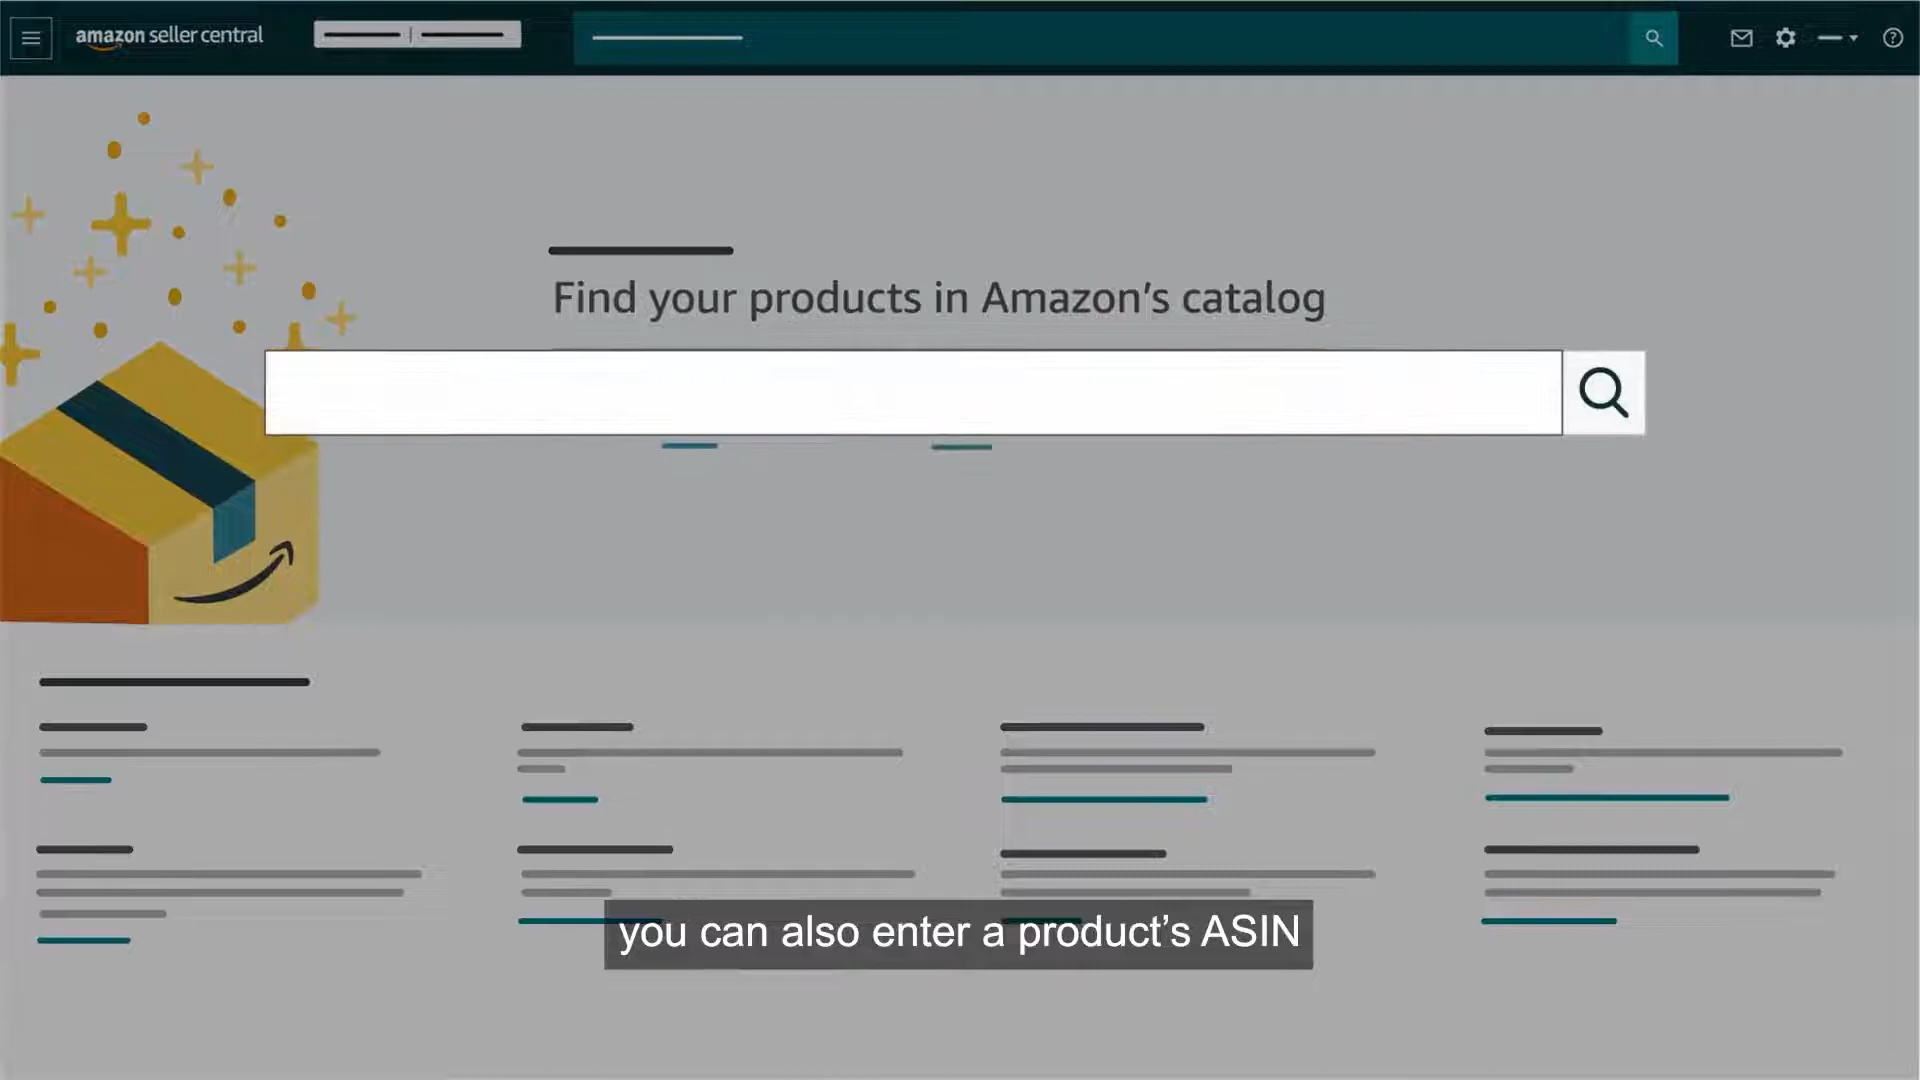 amazon seller central
Find your products in Amazon’s catalog
you can also enter a product’s ASIN